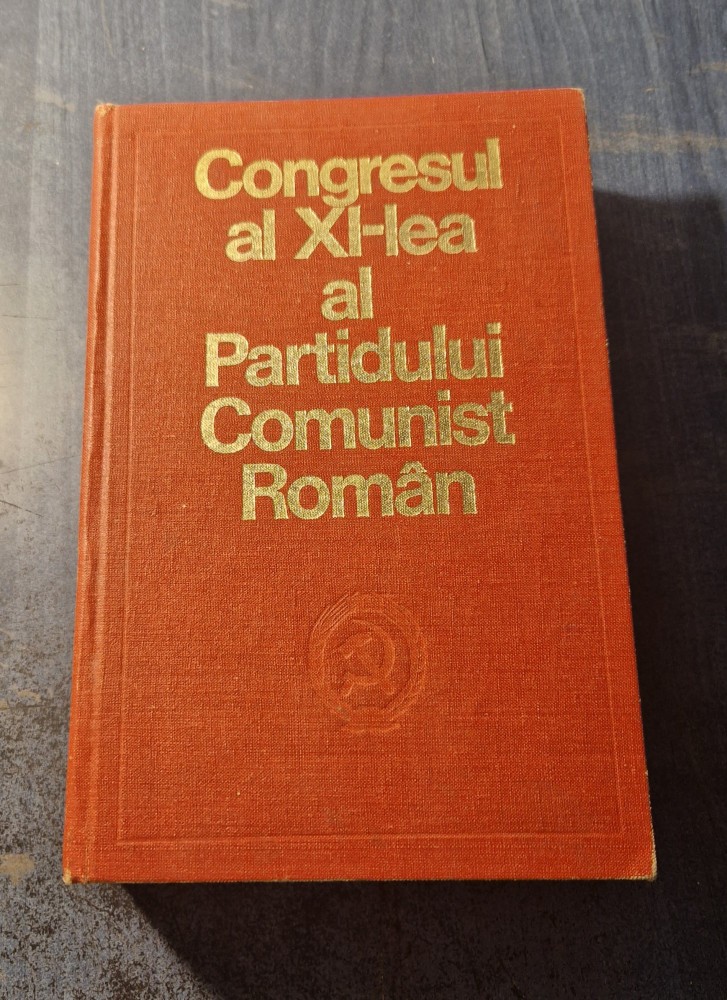 Congresul
al XI-lea
al
Partidului
Comunist
Român